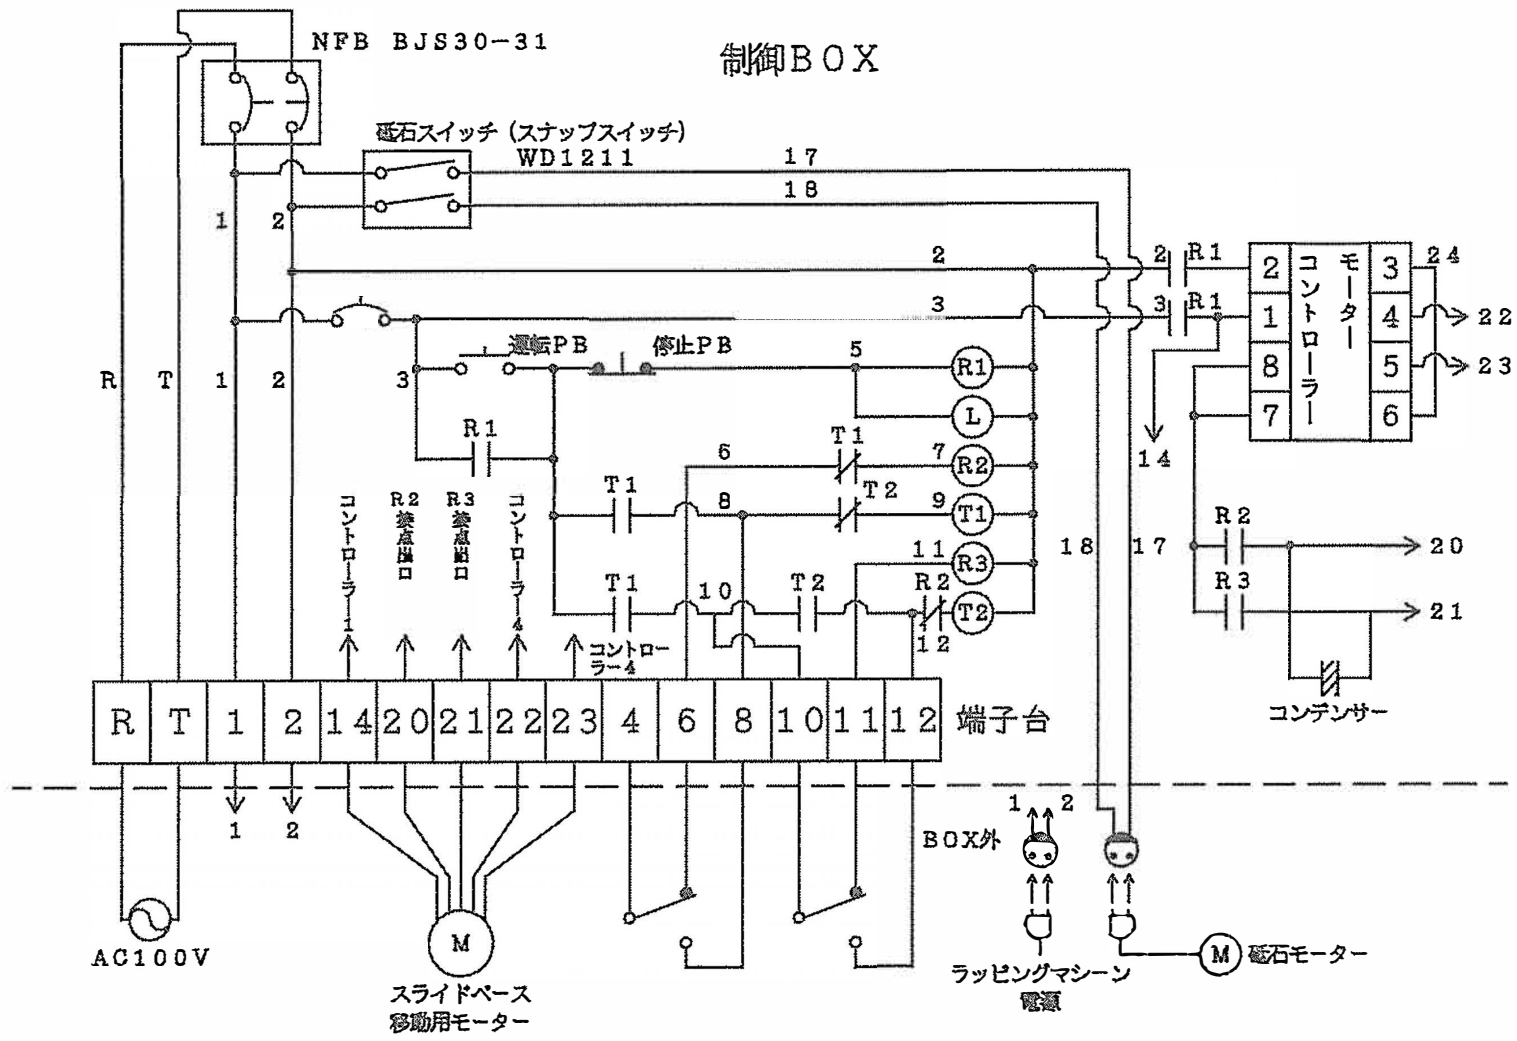 NFB BJS30-31
制御BOX
砥石スイッチ(スナップスイッチ)
WD1211
17
18
1
2
2
2
R1
3
3
R1
2
1
8
7
コントローラー
モーター
3
4
5
6
24
22
23
14
R
T
1
2
3
運転PB
停止PB
5
R1
L
R1
6
T1
7
R2
T1
8
T2
9
T1
11
R3
T1
10
T2
R2
12
T2
18
17
R2
20
R3
21
コンデンサー
コントローラー1
R2接点出口
R3接点出口
コントローラー4
コントロー
ラー4
R
T
1
2
14
20
21
22
23
4
6
8
10
11
12
端子台
1
2
AC100V
M
スライドベース
移動用モーター
BOX外
1
2
ラッピングマシーン
電源
M
砥石モーター